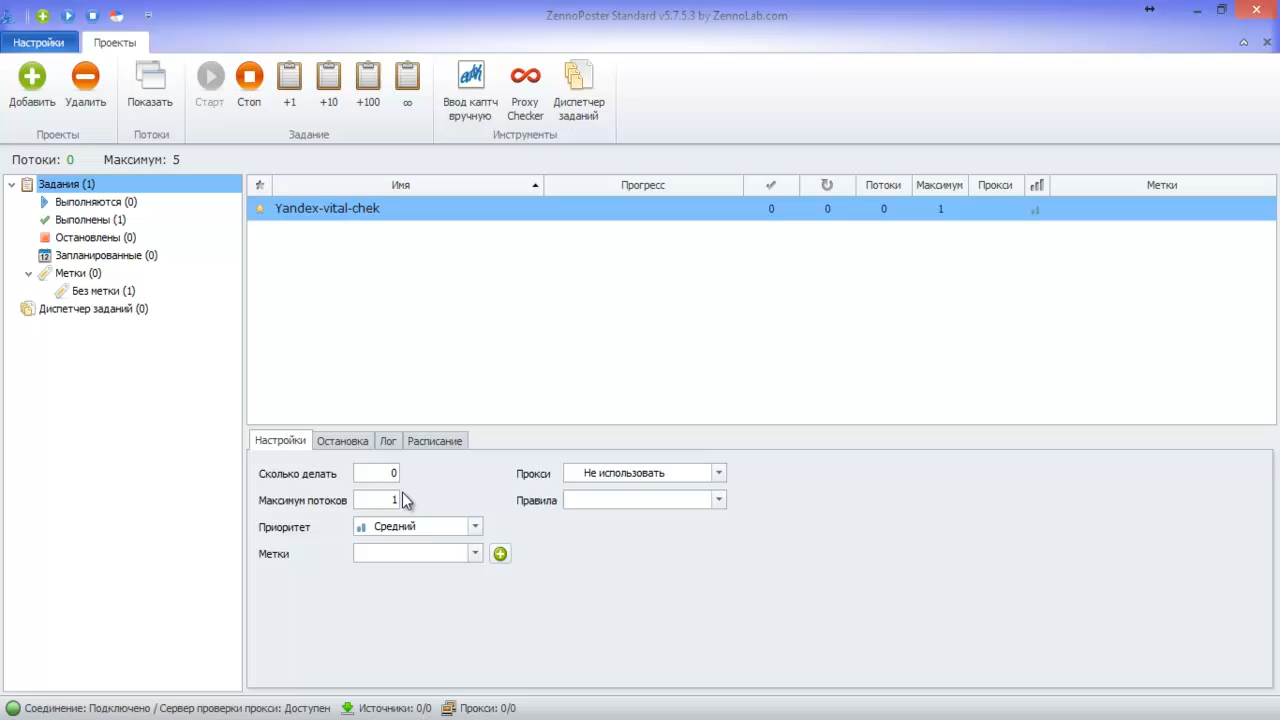 ZennoPoster Standard v5.7.5.3 by ZennoLab.com
Настройки Проекты
Добавить Удалить Показать Старт Стоп +1 +10 +100 ∞ Ввод каптч вручную Proxy Checker Диспетчер заданий
Проекты Потоки Задание Инструменты
Потоки: 0 Максимум: 5
Задания (1)
Выполняются (0)
Выполнены (1)
Остановлены (0)
12 Запланированные (0)
Метки (0)
Без метки (1)
Диспетчер заданий (0)
Имя Прогресс Потоки Максимум Прокси Метки
Yandex-vital-chek 0 0 0 1
Настройки Остановка Лог Расписание
Сколько делать 0 Прокси Не использовать
Максимум потоков 1 Правила
Приоритет Средний
Метки
Соединение: Подключено / Сервер проверки прокси: Доступен Источники: 0/0 Прокси: 0/0